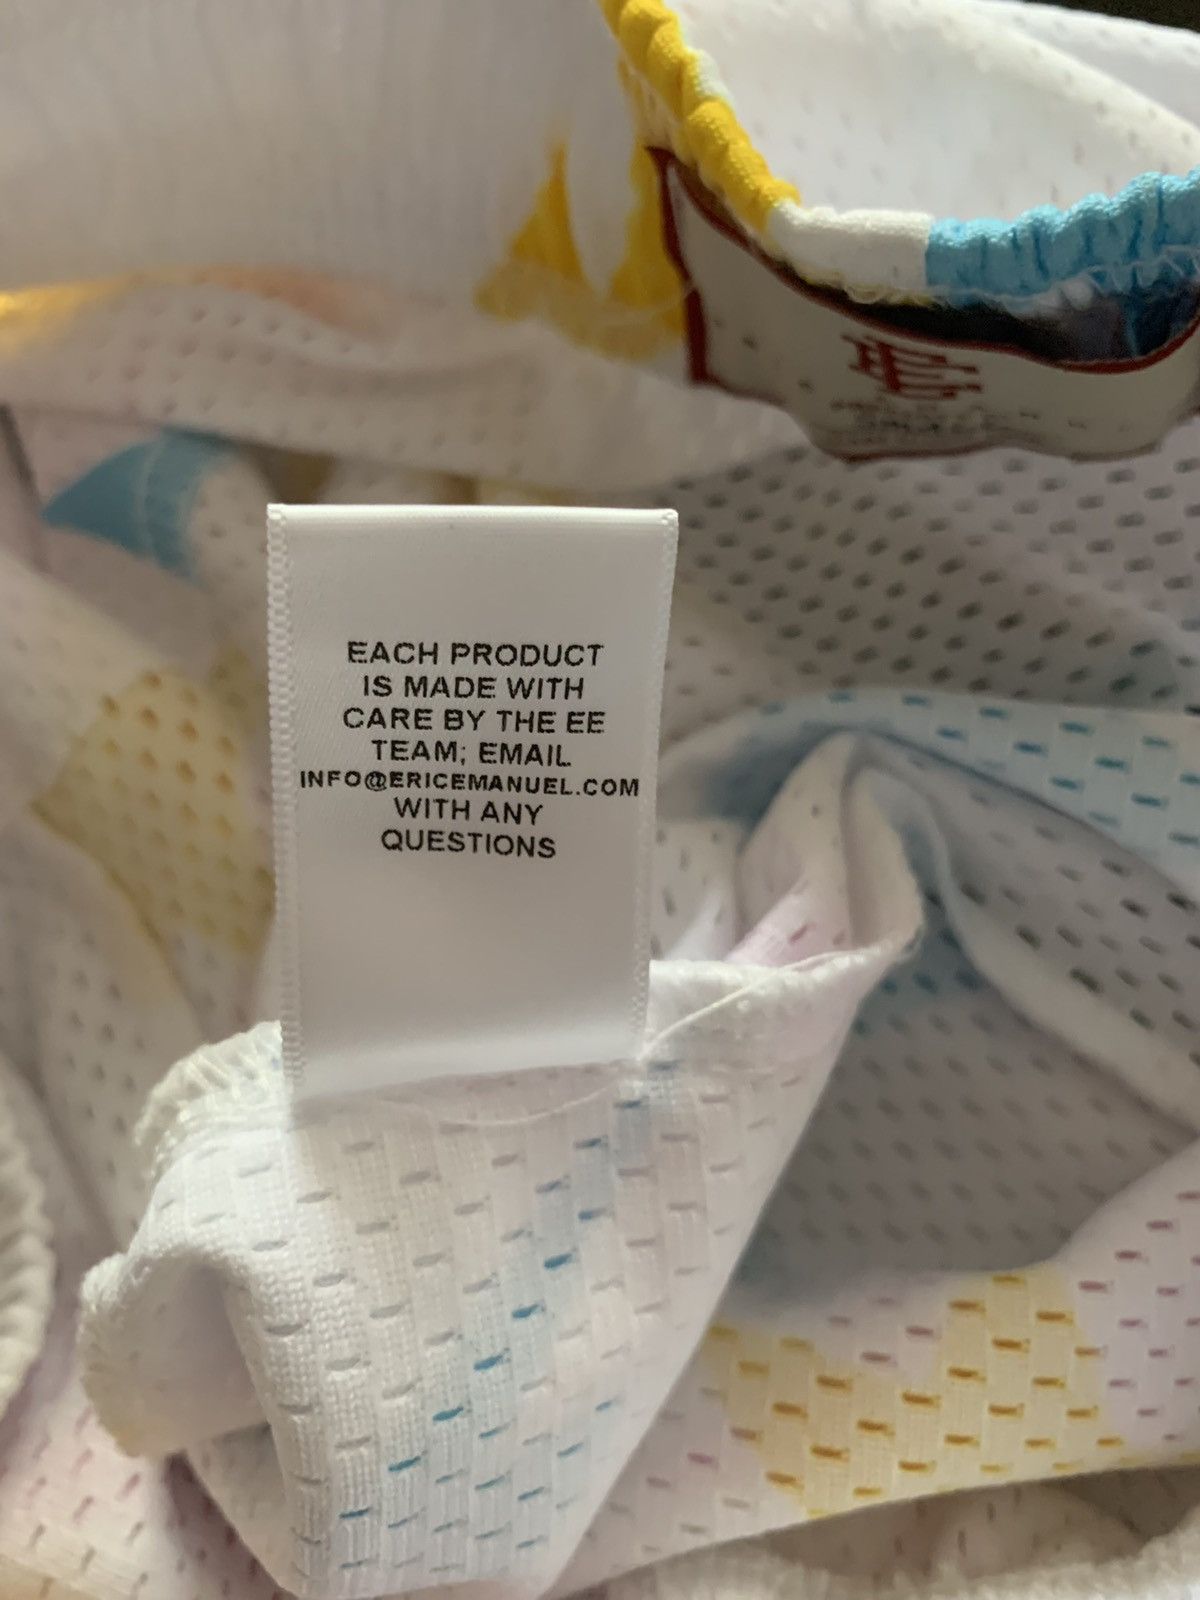 EACH PRODUCT
IS MADE WITH
CARE BY THE EE
TEAM; EMAIL
INFO@ERICEMANUEL.COM
WITH ANY
QUESTIONS